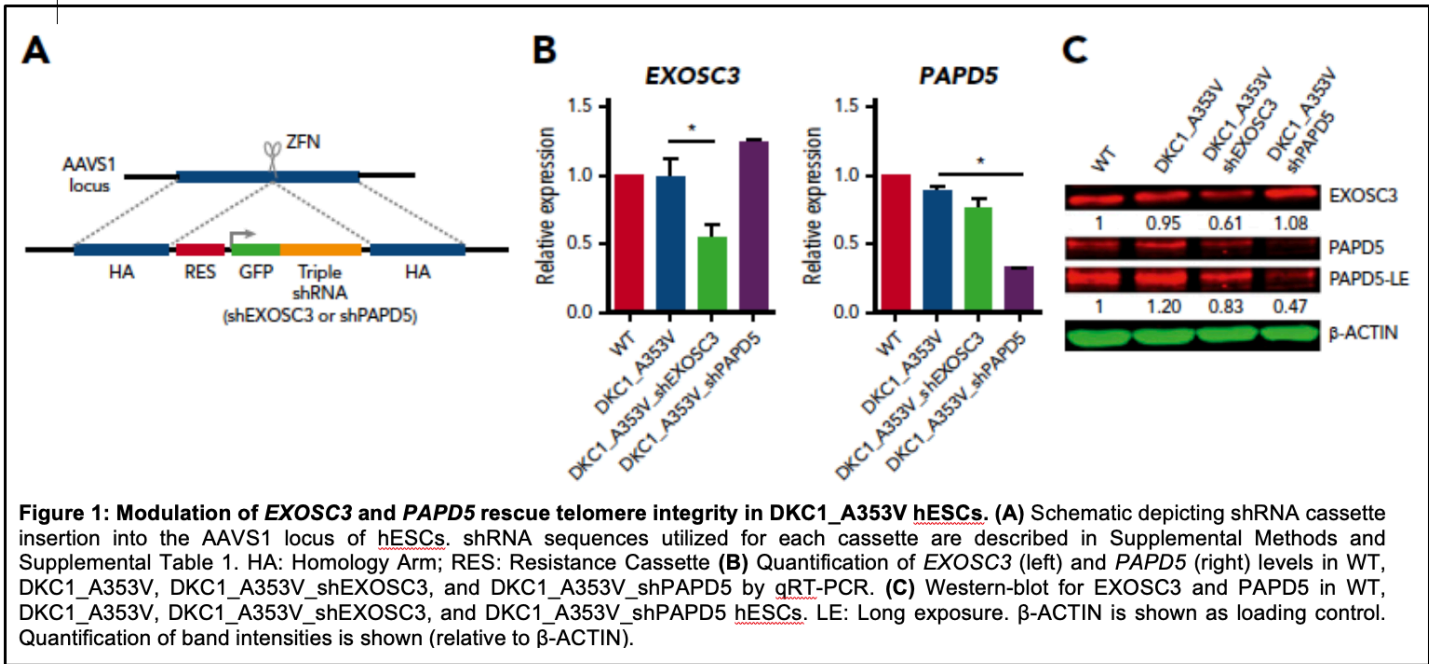 A
ZFN
AAVS1
locus
HA
RES
GFP
Triple
shRNA
HA
(shEXOSC3 or shPAPD5)
B
EXOSC3
Relative expression
1.5
1.0
0.5
0.0
*
WT
DKC1_A353V
DKC1_A353V_shEXOSC3
DKC1_A353V_shPAPD5
PAPD5
Relative expression
1.5
1.0
0.5
0.0
*
WT
DKC1_A353V
DKC1_A353V_shEXOSC3
DKC1_A353V_shPAPD5
C
WT
DKC1_A353V
DKC1_A353V
shEXOSC3
DKC1_A353V
shPAPD5
EXOSC3
1 0.95 0.61 1.08
PAPD5
PAPD5-LE
1 1.20 0.83 0.47
β-ACTIN
Figure 1: Modulation of EXOSC3 and PAPD5 rescue telomere integrity in DKC1_A353V hESCs. (A) Schematic depicting shRNA cassette
insertion into the AAVS1 locus of hESCs. shRNA sequences utilized for each cassette are described in Supplemental Methods and
Supplemental Table 1. HA: Homology Arm; RES: Resistance Cassette (B) Quantification of EXOSC3 (left) and PAPD5 (right) levels in WT,
DKC1_A353V, DKC1_A353V_shEXOSC3, and DKC1_A353V_shPAPD5 by qRT-PCR. (C) Western-blot for EXOSC3 and PAPD5 in WT,
DKC1_A353V, DKC1_A353V_shEXOSC3, and DKC1_A353V_shPAPD5 hESCs. LE: Long exposure. β-ACTIN is shown as loading control.
Quantification of band intensities is shown (relative to β-ACTIN).